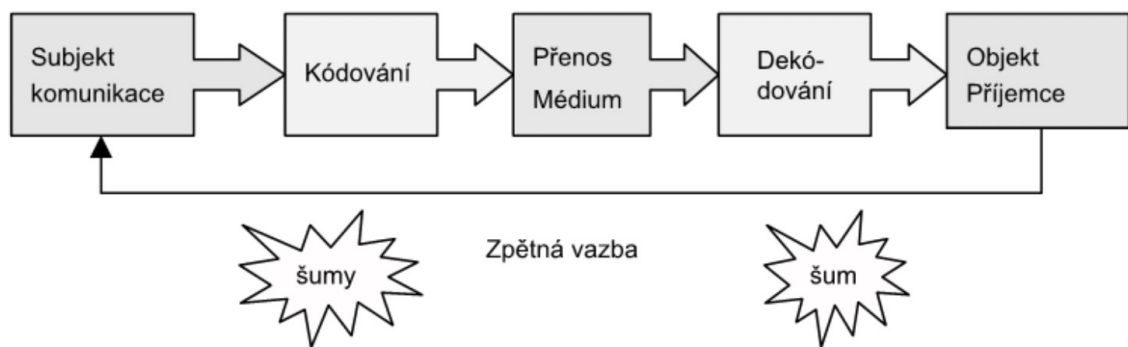 Subjekt
komunikace
Kódování
Přenos
Médium
Dekó-
dování
Objekt
Příjemce
Zpětná vazba
šumy
šum